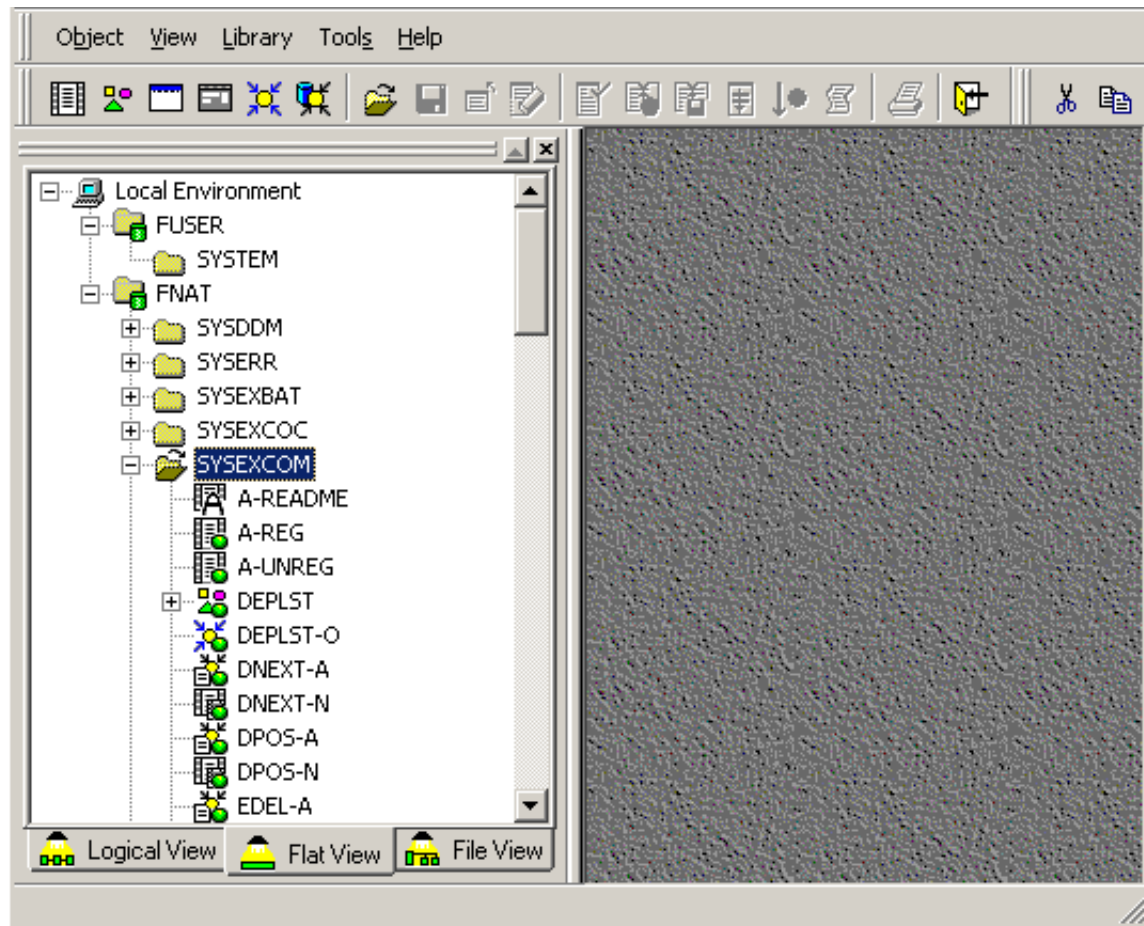 Object View Library Tools Help
Local Environment
FUSER
SYSTEM
FNAT
SYSDDM
SYSERR
SYSEXBAT
SYSEXCOC
SYSEXCOM
A-README
A-REG
A-UNREG
DEPLST
DEPLST-O
DNEXT-A
DNEXT-N
DPOS-A
DPOS-N
EDEL-A
Logical View Flat View File View